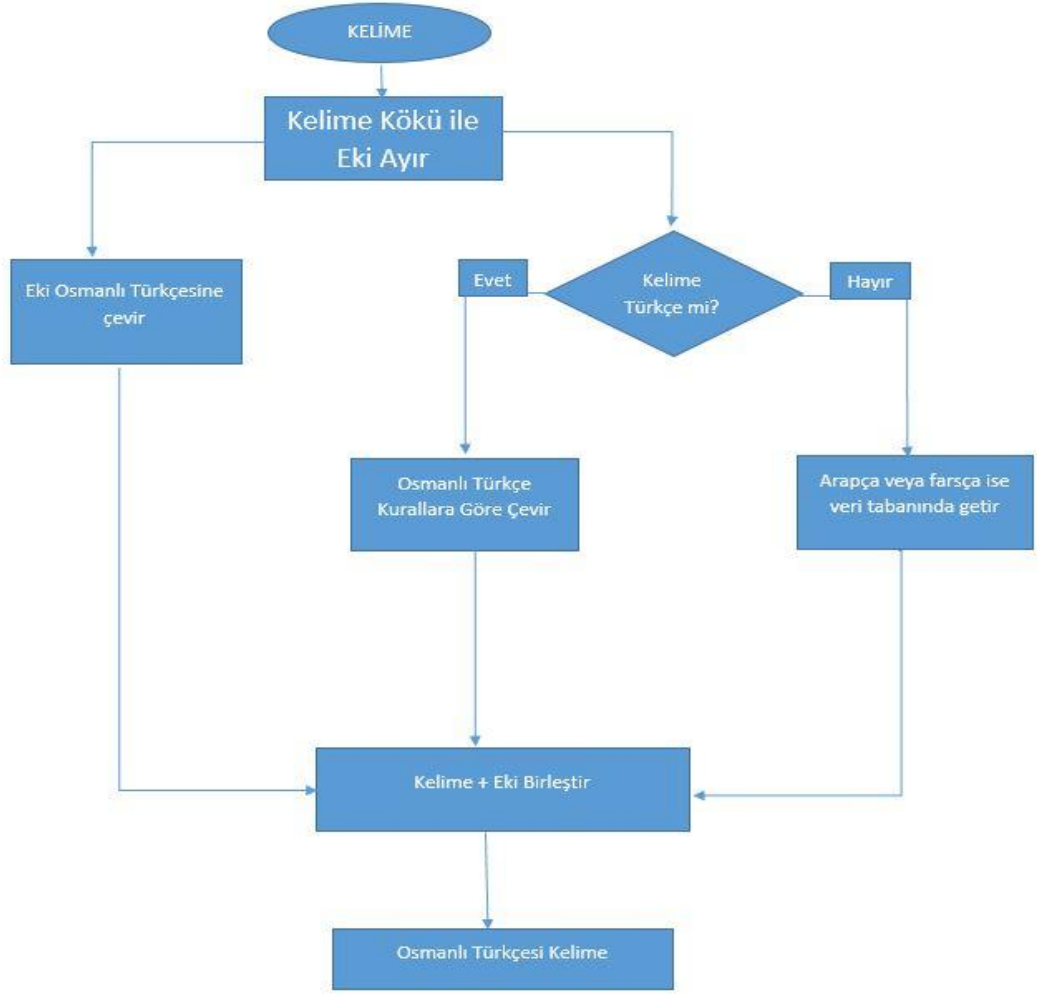 KELİME
Kelime Kökü ile
Eki Ayır
Eki Osmanlı Türkçesine
çevir
Evet
Kelime
Türkçe mi?
Hayır
Osmanlı Türkçe
Kurallara Göre Çevir
Arapça veya farsça ise
veri tabanında getir
Kelime + Eki Birleştir
Osmanlı Türkçesi Kelime